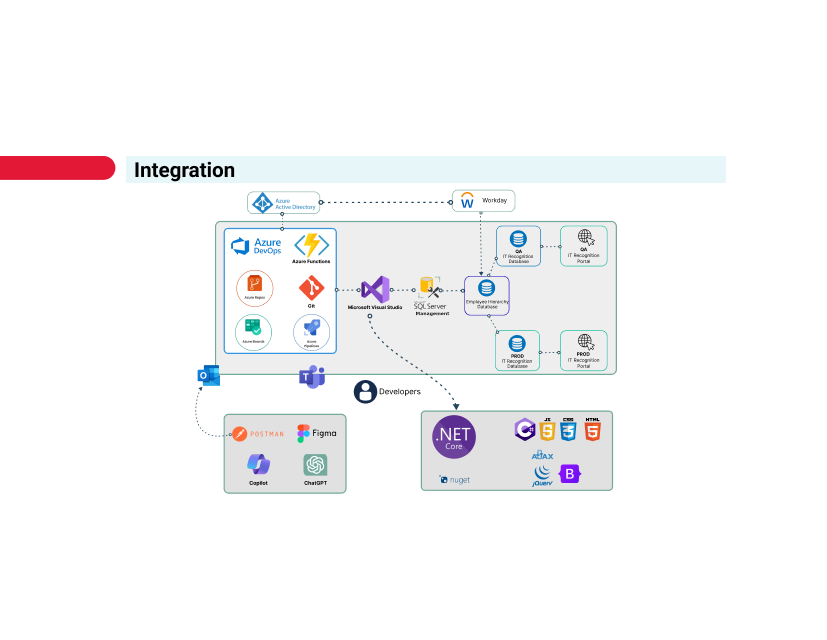 Integration
Azure
Active Directory
Workday
Azure
DevOps
Azure Functions
QA
IT Recognition
Database
QA
IT Recognition
Portal
Azure Repos
Git
Microsoft Visual Studio
SQL Server
Management
Employee Hierarchy
Database
Azure Boards
Azure
Pipelines
PROD
IT Recognition
Database
PROD
IT Recognition
Portal
Developers
POSTMAN
Figma
Copilot
ChatGPT
.NET
Core
JS
CSS
HTML
AJAX
nuget
jQuery
B